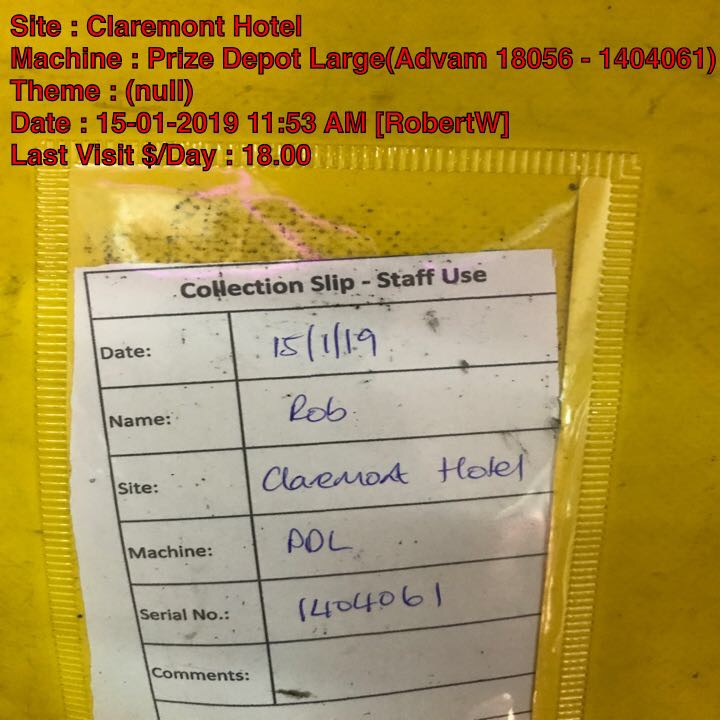 Site : Claremont Hotel
Machine : Prize Depot Large(Advam 18056 - 1404061)
Theme : (null)
Date : 15-01-2019 11:53 AM [RobertW]
Last Visit $/Day : 18.00
Collection Slip - Staff Use
Date: 15/1/19
Name: Rob
Site: Claremont Hotel
Machine: PDL
Serial No.: 1404061
Comments: